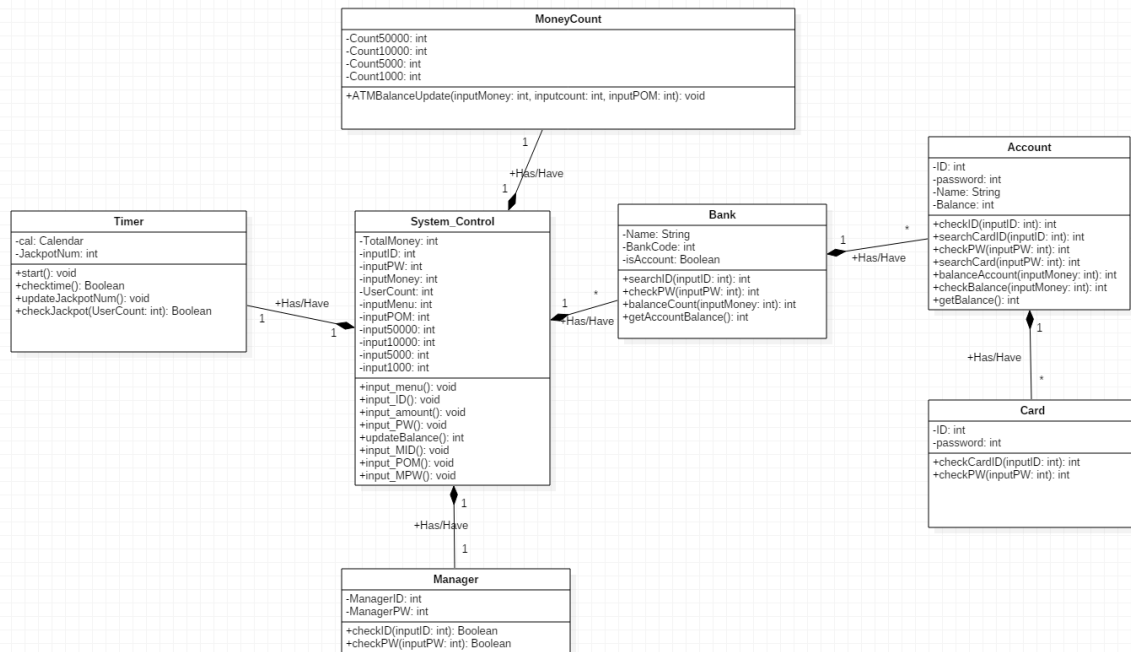 MoneyCount
-Count50000: int
-Count10000: int
-Count5000: int
-Count1000: int
+ATMBalanceUpdate(inputMoney: int, inputcount: int, inputPOM: int): void
1
+Has/Have
1
Timer
-cal: Calendar
-JackpotNum: int
+start(): void
+checktime(): Boolean
+updateJackpotNum(): void
+checkJackpot(UserCount: int): Boolean
+Has/Have
1
1
System_Control
-TotalMoney: int
-inputID: int
-inputPW: int
-inputMoney: int
-UserCount: int
-inputMenu: int
-inputPOM: int
-input50000: int
-input10000: int
-input5000: int
-input1000: int
+input_menu(): void
+input_ID(): void
+input_amount(): void
+input_PW(): void
+updateBalance(): int
+input_MID(): void
+input_POM(): void
+input_MPW(): void
1
*
+Has/Have
Bank
-Name: String
-BankCode: int
-isAccount: Boolean
+searchID(inputID: int): int
+checkPW(inputPW: int): int
+balanceCount(inputMoney: int): int
+getAccountBalance(): int
1
*
+Has/Have
Account
-ID: int
-password: int
-Name: String
-Balance: int
+checkID(inputID: int): int
+searchCardID(inputID: int): int
+checkPW(inputPW: int): int
+searchCard(inputPW: int): int
+balanceAccount(inputMoney: int): int
+checkBalance(inputMoney: int): int
+getBalance(): int
1
+Has/Have
*
Card
-ID: int
-password: int
+checkCardID(inputID: int): int
+checkPW(inputPW: int): int
1
+Has/Have
1
Manager
-ManagerID: int
-ManagerPW: int
+checkID(inputID: int): Boolean
+checkPW(inputPW: int): Boolean